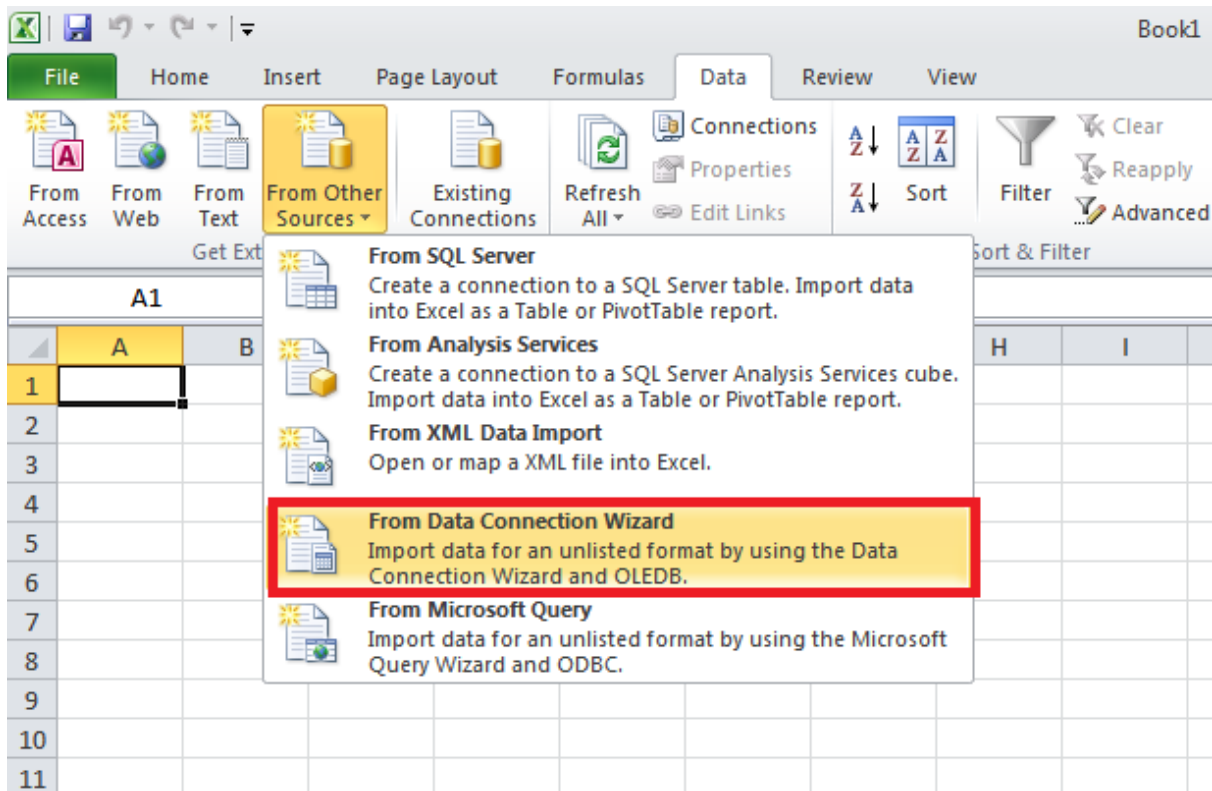 Book1
File Home Insert Page Layout Formulas Data Review View
From Access
From Web
From Text
From Other Sources
Existing Connections
Refresh All
Connections
Properties
Edit Links
A Z
Z A
A Z
Z A
Sort
Filter
Clear
Reapply
Advanced
Get Ext
Sort & Filter
A1
From SQL Server
Create a connection to a SQL Server table. Import data
into Excel as a Table or PivotTable report.
From Analysis Services
Create a connection to a SQL Server Analysis Services cube.
Import data into Excel as a Table or PivotTable report.
From XML Data Import
Open or map a XML file into Excel.
From Data Connection Wizard
Import data for an unlisted format by using the Data
Connection Wizard and OLEDB.
From Microsoft Query
Import data for an unlisted format by using the Microsoft
Query Wizard and ODBC.
A B H I
1
2
3
4
5
6
7
8
9
10
11